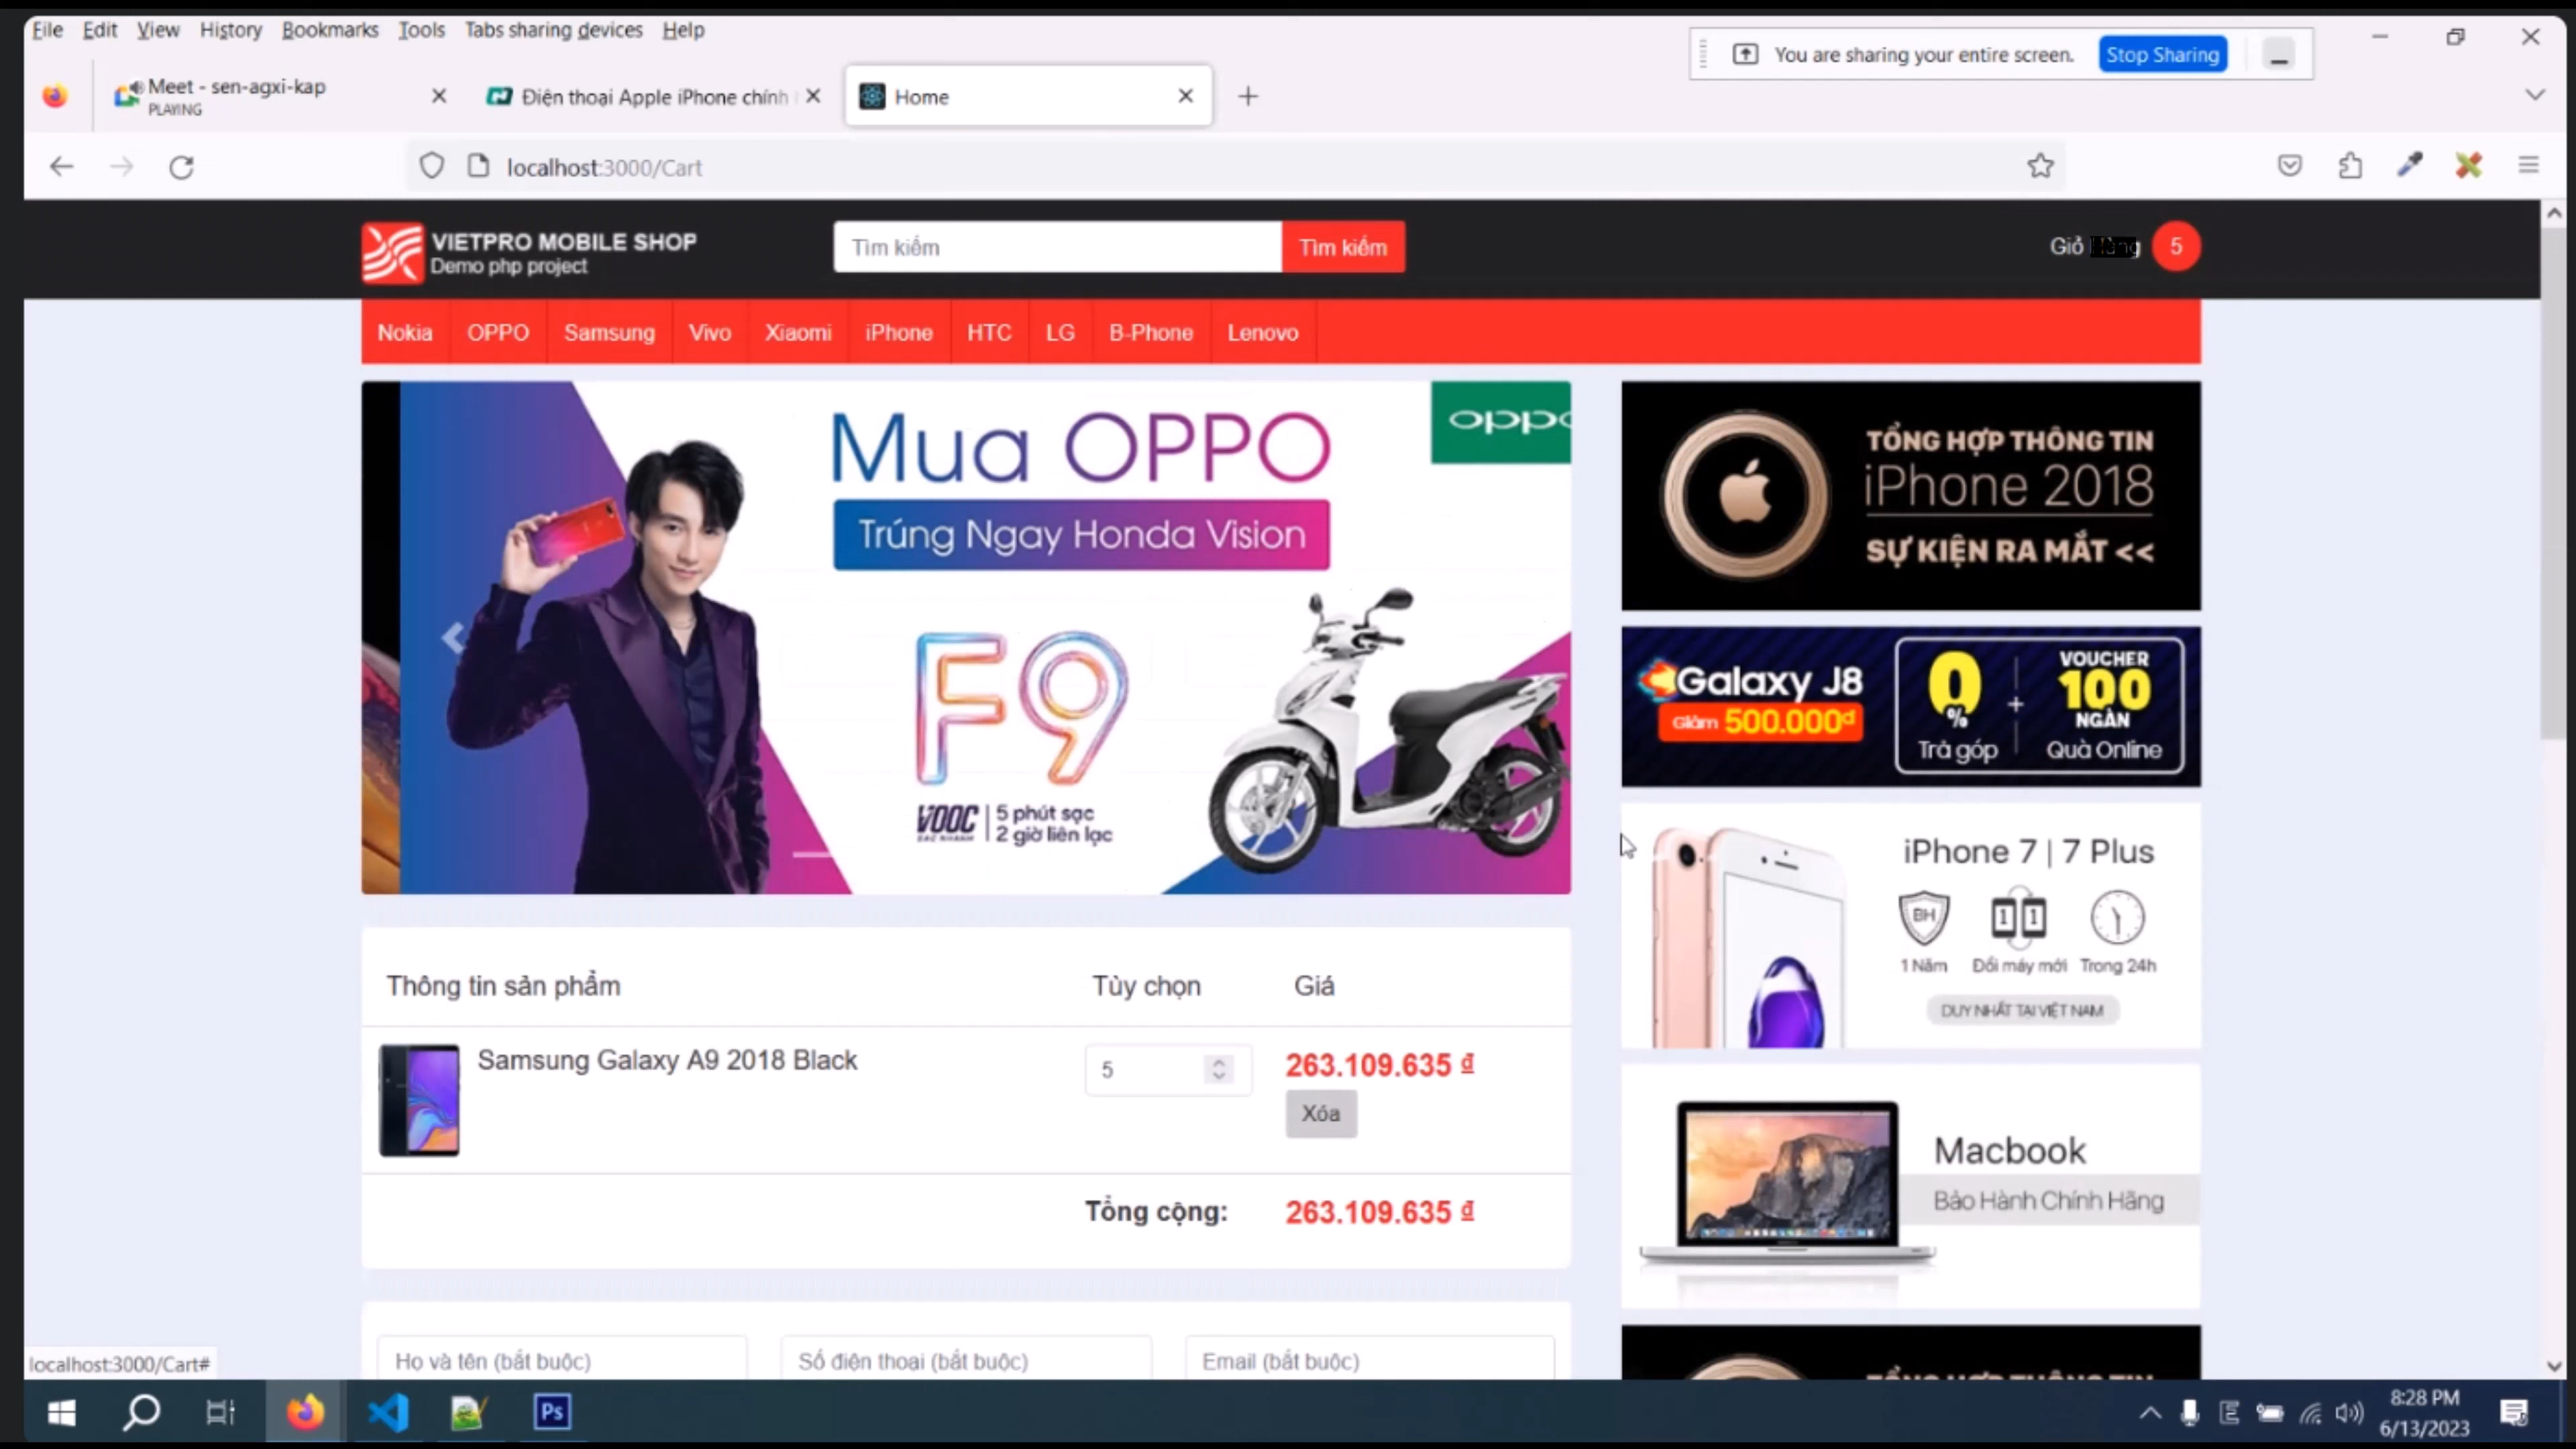 File Edit View History Bookmarks Tools Tabs sharing devices Help
You are sharing your entire screen. Stop Sharing
Meet - sen-agxi-kap
PLAYING
Điện thoại Apple iPhone chính
Home
localhost:3000/Cart
VIETPRO MOBILE SHOP
Demo php project
Tìm kiếm
Tìm kiếm
Giỏ
5
Nokia OPPO Samsung Vivo Xiaomi iPhone HTC LG B-Phone Lenovo
Mua OPPO
oppo
Trúng Ngay Honda Vision
F9
VOOC
5 phút sạc
2 giờ liên lạc
TỔNG HỢP THÔNG TIN
iPhone 2018
SỰ KIỆN RA MẮT <<
Galaxy J8
Giảm 500.000đ
0%
Trả góp
+
VOUCHER
100
NGÀN
Quà Online
iPhone 7 | 7 Plus
BH
1 1
1 Năm Đổi máy mới Trong 24h
DUY NHẤT TẠI VIỆT NAM
Macbook
Bảo Hành Chính Hãng
Thông tin sản phẩm Tùy chọn Giá
Samsung Galaxy A9 2018 Black 5 263.109.635 đ
Xóa
Tổng cộng: 263.109.635 đ
Họ và tên (bắt buộc) Số điện thoại (bắt buộc) Email (bắt buộc)
localhost:3000/Cart#
Ps
8:28 PM
6/13/2023